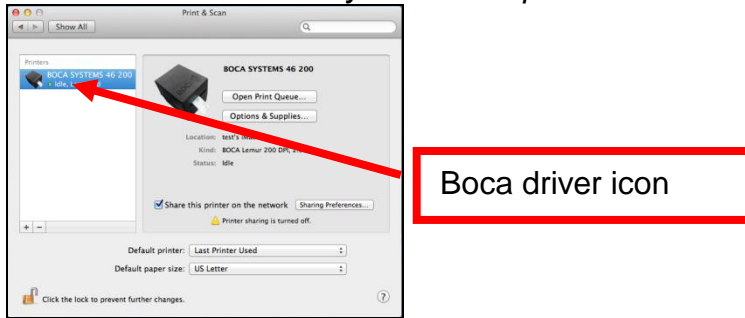 Print & Scan
Show All
Printers
BOCA SYSTEMS 46 200
Idle,
BOCA SYSTEMS 46 200
Open Print Queue...
Options & Supplies...
Location: test's
Kind: BOCA Lemur 200 DPI,
Status: Idle
Boca driver icon
Share this printer on the network Sharing Preferences...
Printer sharing is turned off.
+ −
Default printer: Last Printer Used
Default paper size: US Letter
Click the lock to prevent further changes. ?